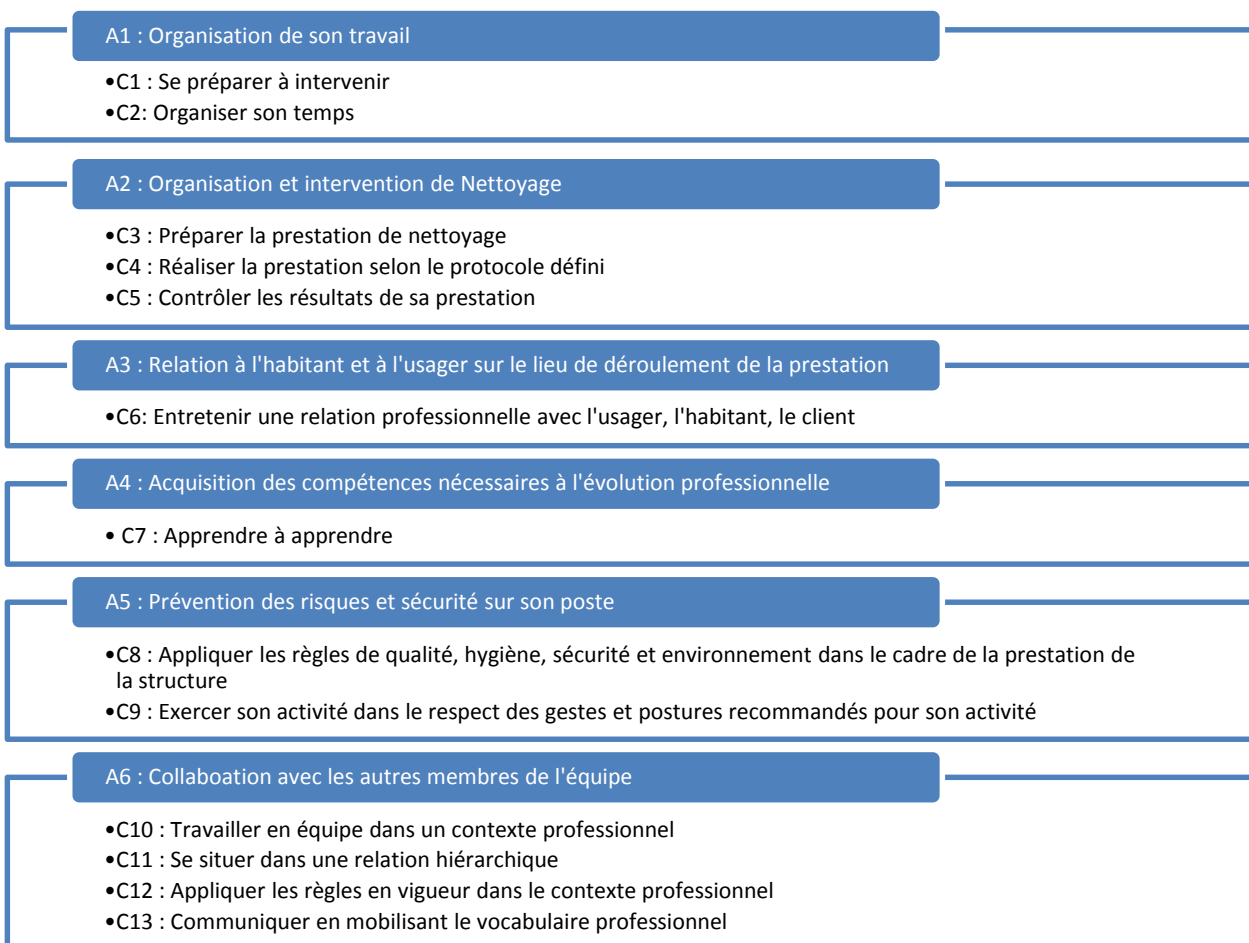 A1 : Organisation de son travail
•C1 : Se préparer à intervenir
•C2: Organiser son temps
A2 : Organisation et intervention de Nettoyage
•C3 : Préparer la prestation de nettoyage
•C4 : Réaliser la prestation selon le protocole défini
•C5 : Contrôler les résultats de sa prestation
A3 : Relation à l'habitant et à l'usager sur le lieu de déroulement de la prestation
•C6: Entretenir une relation professionnelle avec l'usager, l'habitant, le client
A4 : Acquisition des compétences nécessaires à l'évolution professionnelle
• C7 : Apprendre à apprendre
A5 : Prévention des risques et sécurité sur son poste
•C8 : Appliquer les règles de qualité, hygiène, sécurité et environnement dans le cadre de la prestation de
la structure
•C9 : Exercer son activité dans le respect des gestes et postures recommandés pour son activité
A6 : Collaboation avec les autres membres de l'équipe
•C10 : Travailler en équipe dans un contexte professionnel
•C11 : Se situer dans une relation hiérarchique
•C12 : Appliquer les règles en vigueur dans le contexte professionnel
•C13 : Communiquer en mobilisant le vocabulaire professionnel